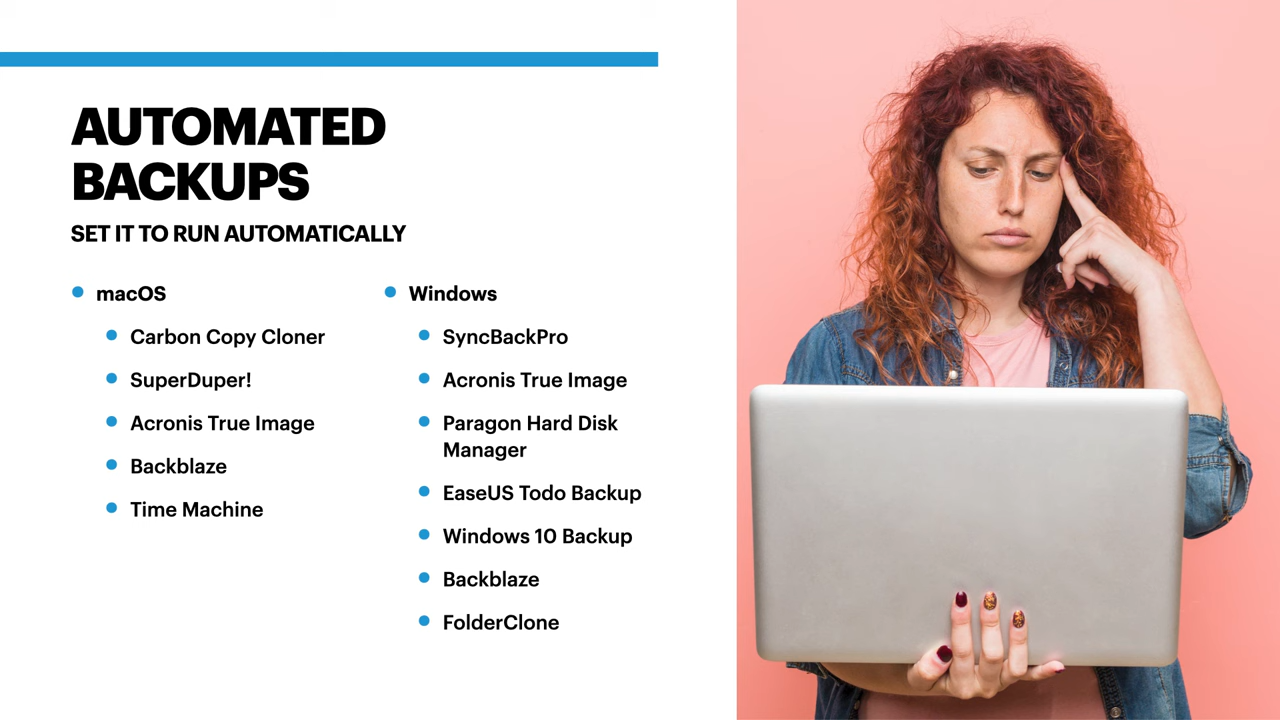 AUTOMATED
BACKUPS
SET IT TO RUN AUTOMATICALLY
macOS
Carbon Copy Cloner
SuperDuper!
Acronis True Image
Backblaze
Time Machine
Windows
SyncBackPro
Acronis True Image
Paragon Hard Disk
Manager
EaseUS Todo Backup
Windows 10 Backup
Backblaze
FolderClone